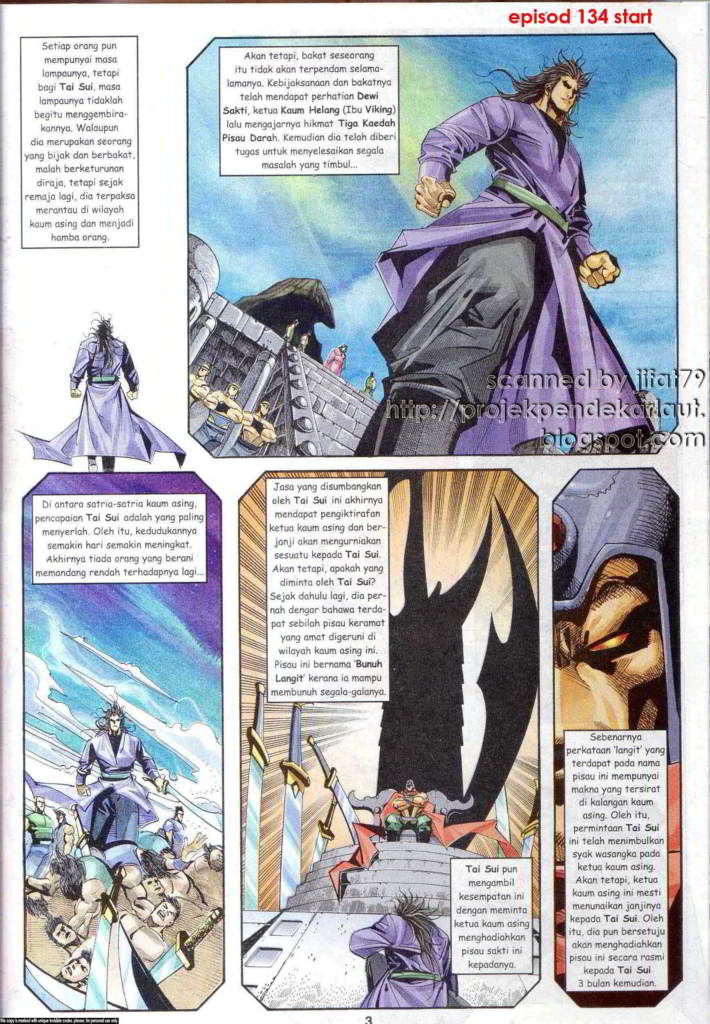 episod 134 start
Setiap orang pun
mempunyai masa
lampaunya, tetapi
bagi Tai Sui, masa
lampaunya tidaklah
begitu menggembira-
kannya. Walaupun
dia merupakan seorang
yang bijak dan berbakat,
malah berketurunan
diraja, tetapi sejak
remaja lagi, dia terpaksa
merantau di wilayah
kaum asing dan menjadi
hamba orang.
Akan tetapi, bakat seseorang
itu tidak akan terpendam selama-
lamanya. Kebijaksanaan dan bakatnya
telah mendapat perhatian Dewi
Sakti, ketua Kaum Helang (Ibu Viking)
lalu mengajarnya hikmat Tiga Kaedah
Pisau Darah. Kemudian dia telah diberi
tugas untuk menyelesaikan segala
masalah yang timbul...
scanned by jifat79
http://projekpendekarlaut.
blogspot.com
Di antara satria-satria kaum asing,
pencapaian Tai Sui adalah yang paling
menyerlah. Oleh itu, kedudukannya
semakin hari semakin meningkat.
Akhirnya tiada orang yang berani
memandang rendah terhadapnya lagi...
Jasa yang disumbangkan
oleh Tai Sui ini akhirnya
mendapat pengiktirafan
ketua kaum asing dan ber-
janji akan mengurniakan
sesuatu kepada Tai Sui.
Akan tetapi, apakah yang
diminta oleh Tai Sui?
Sejak dahulu lagi, dia per-
nah dengar bahawa terda-
pat sebilah pisau keramat
yang amat digeruni di
wilayah kaum asing ini.
Pisau ini bernama 'Bunuh
Langit' kerana ia mampu
membunuh segala-galanya.
Tai Sui pun
mengambil
kesempatan ini
dengan meminta
ketua kaum asing
menghadiahkan
pisau sakti ini
kepadanya.
Sebenarnya
perkataan 'langit' yang
terdapat pada nama
pisau ini mempunyai
makna yang tersirat
di kalangan kaum
asing. Oleh itu,
permintaan Tai Sui
ini telah menimbulkan
syak wasangka pada
ketua kaum asing.
Akan tetapi, ketua
kaum asing ini mesti
menunaikan janjinya
kepada Tai Sui. Oleh
itu, dia pun bersetuju
akan menghadiahkan
pisau ini secara rasmi
kepada Tai Sui
3 bulan kemudian.
3